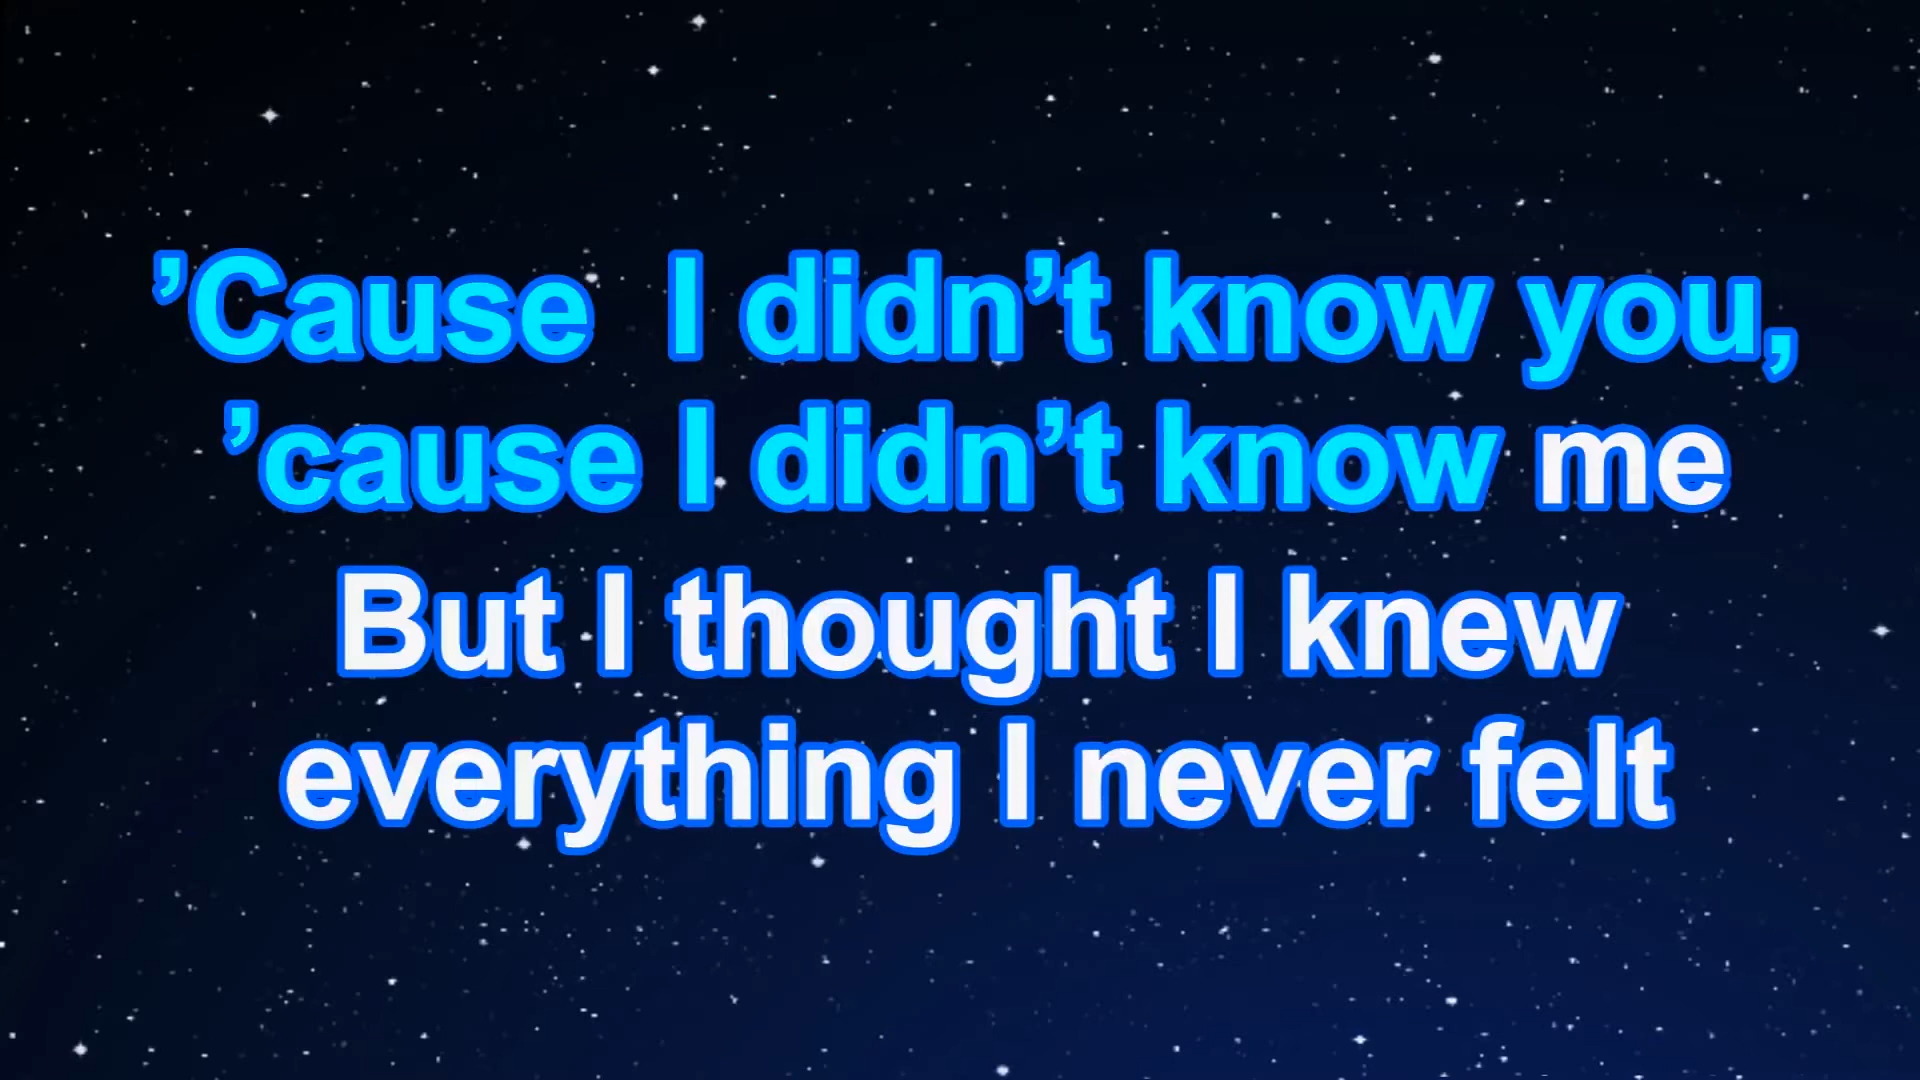 ’Cause  I didn’t know you,
’cause I didn’t know me
But I thought I knew
everything I never felt